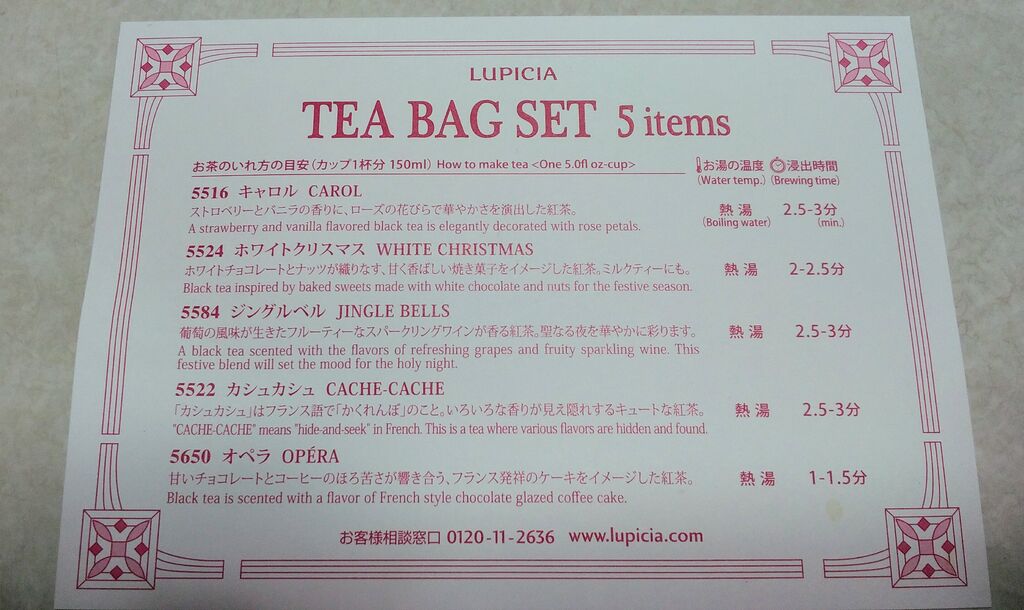 LUPICIA
TEA BAG SET 5 items
お茶のいれ方の目安（カップ1杯分 150ml） How to make tea <One 5.0fl oz-cup> お湯の温度 浸出時間
(Water temp.) (Brewing time)
5516 キャロル CAROL
ストロベリーとバニラの香りに、ローズの花びらで華やかさを演出した紅茶。 熱湯 2.5-3分
A strawberry and vanilla flavored black tea is elegantly decorated with rose petals. (Boiling water) (min.)
5524 ホワイトクリスマス WHITE CHRISTMAS
ホワイトチョコレートとナッツが織りなす、甘く香ばしい焼き菓子をイメージした紅茶。ミルクティーにも。 熱湯 2-2.5分
Black tea inspired by baked sweets made with white chocolate and nuts for the festive season.
5584 ジングルベル JINGLE BELLS
葡萄の風味が生きたフルーティーなスパークリングワインが香る紅茶。聖なる夜を華やかに彩ります。 熱湯 2.5-3分
A black tea scented with the flavors of refreshing grapes and fruity sparkling wine. This
festive blend will set the mood for the holy night.
5522 カシュカシュ CACHE-CACHE
「カシュカシュ」はフランス語で「かくれんぼ」のこと。いろいろな香りが見え隠れするキュートな紅茶。 熱湯 2.5-3分
"CACHE-CACHE" means "hide-and-seek" in French. This is a tea where various flavors are hidden and found.
5650 オペラ OPÉRA
甘いチョコレートとコーヒーのほろ苦さが響き合う、フランス発祥のケーキをイメージした紅茶。 熱湯 1-1.5分
Black tea is scented with a flavor of French style chocolate glazed coffee cake.
お客様相談窓口 0120-11-2636 www.lupicia.com